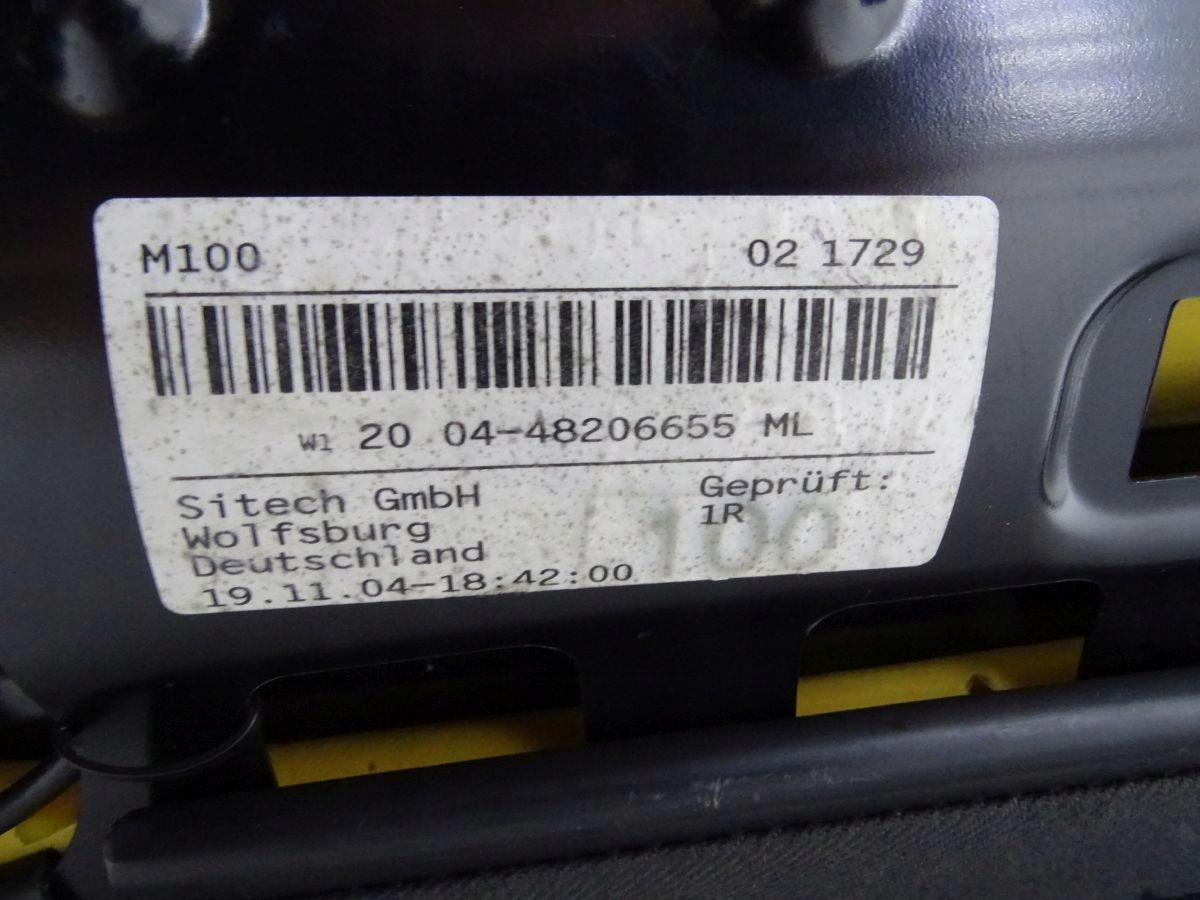 M100 02 1729
W1 20 04-48206655 ML
Sitech GmbH
Wolfsburg
Deutschland
19.11.04-18:42:00
Geprüft:
1R
100